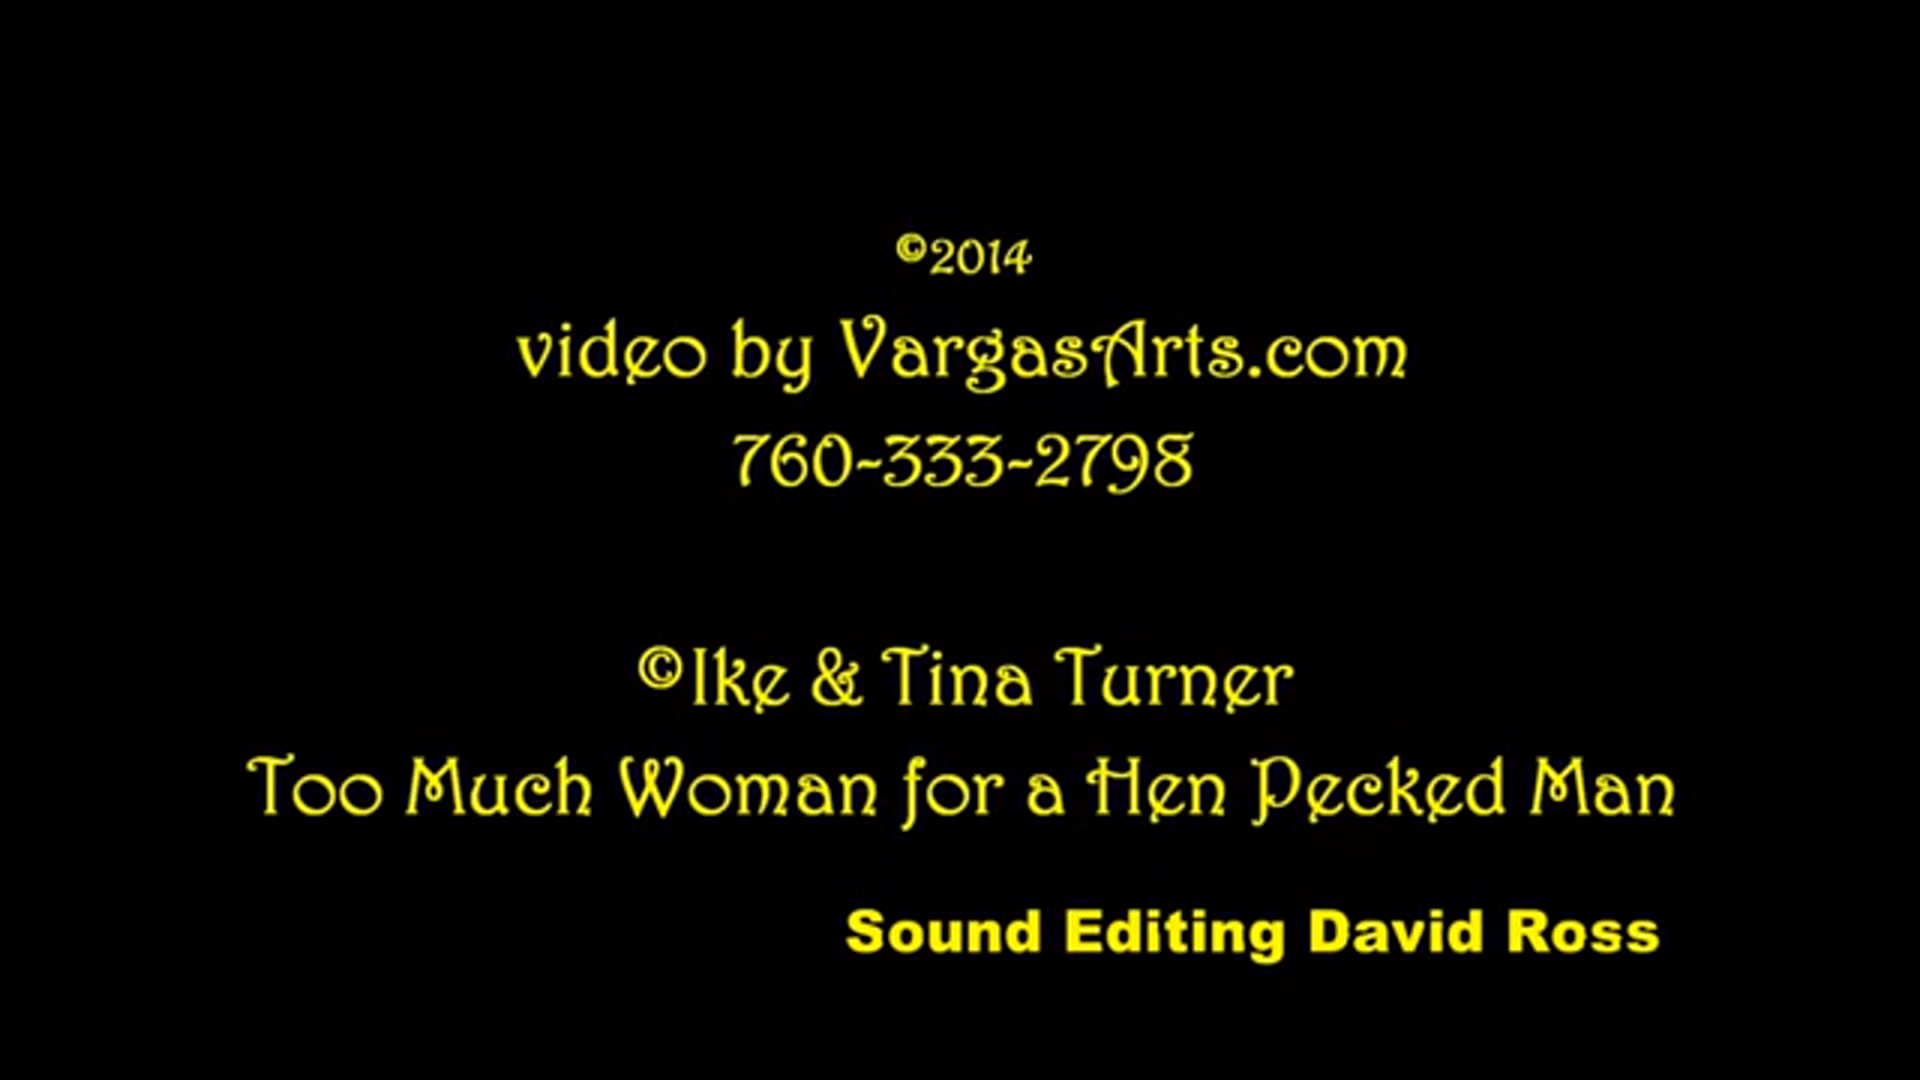 ©2014
video by VargasArts.com
760-333-2798
©Ike & Tina Turner
Too Much Woman for a Hen Pecked Man
Sound Editing David Ross